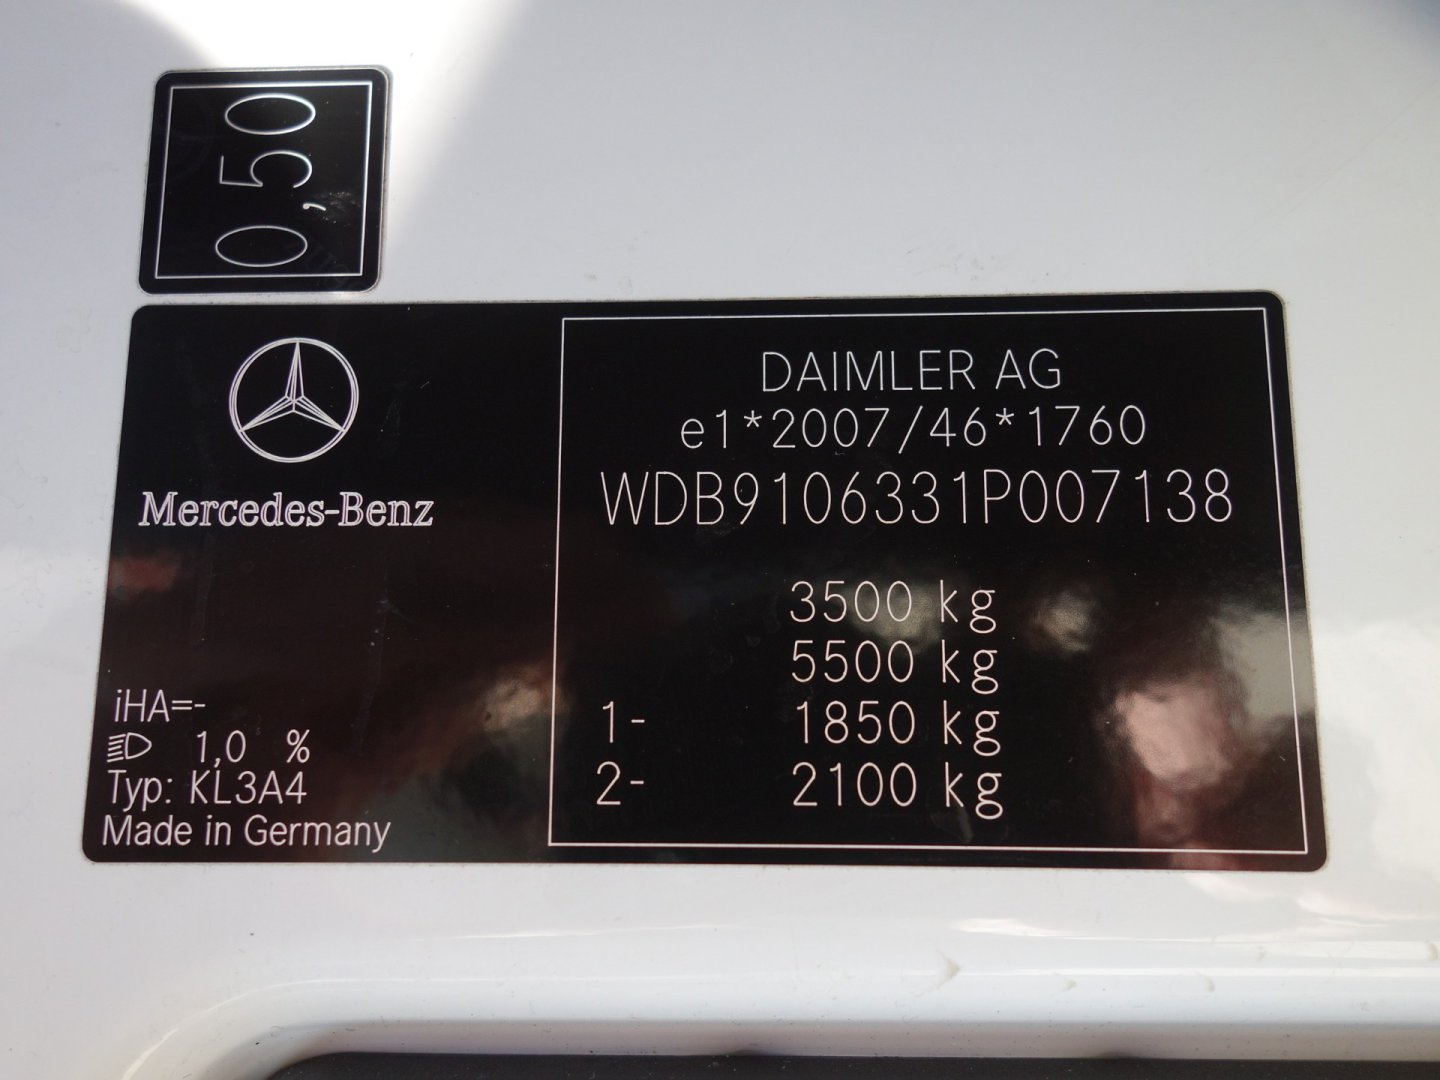 0,50
Mercedes-Benz
iHA=-
1,0 %
Typ: KL3A4
Made in Germany
DAIMLER AG
e1*2007/46*1760
WDB9106331P007138
3500 kg
5500 kg
1- 1850 kg
2- 2100 kg